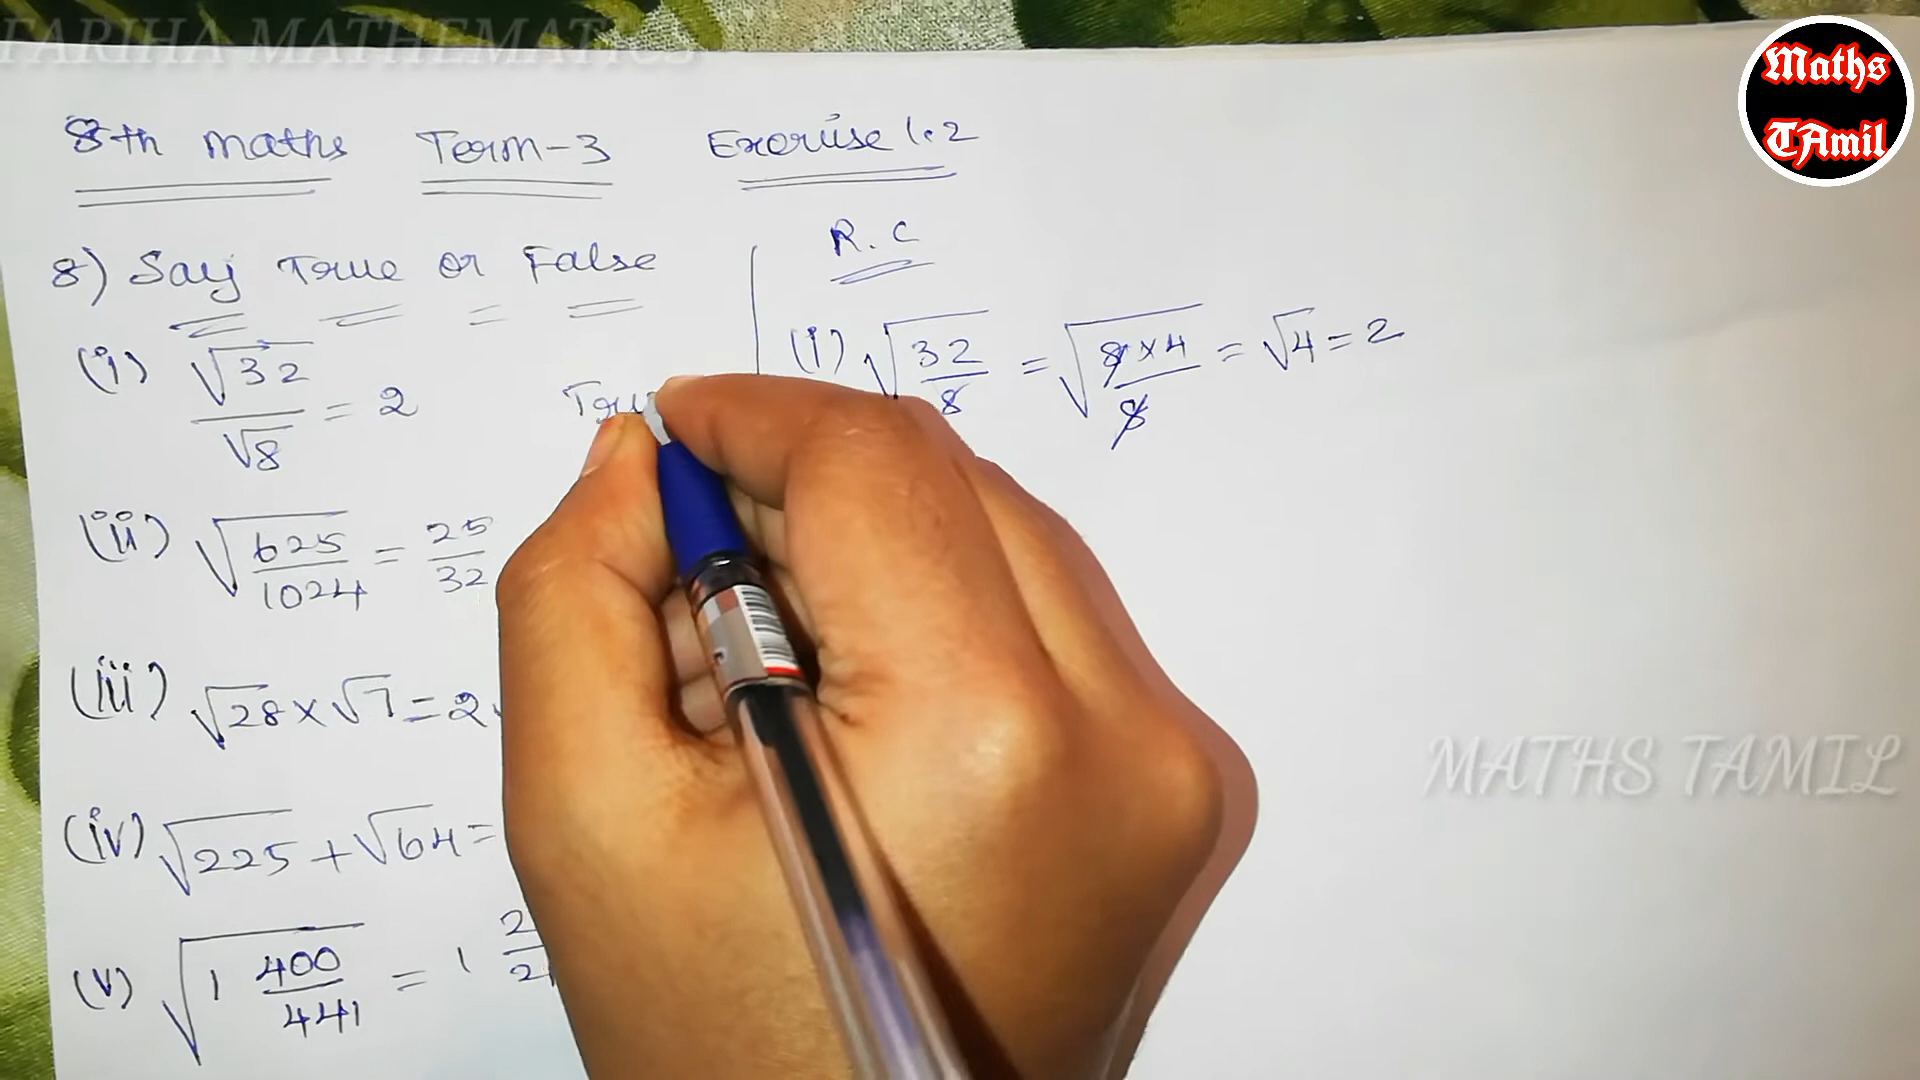 FARIHA MATHEMATICS
Maths
TAmil
8th maths Term-3 Exercise 1.2
8) Say True or False
R.C
(i) √32/√8 = 2
(i) √(32/8) = √(8×4/8) = √4 = 2
(ii) √(625/1024) = 25/32
(iii) √28 × √7 = 2
(iv) √225 + √64 =
(v) √(1 400/441) = 1
MATHS TAMIL